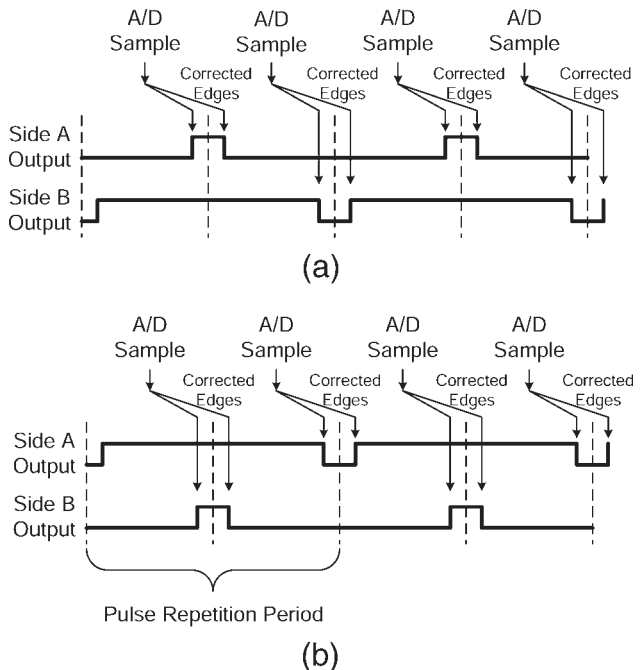 A/D A/D A/D A/D
Sample Sample Sample Sample
Corrected Corrected Corrected Corrected
Edges Edges Edges Edges
Side A
Output
Side B
Output
(a)
A/D A/D A/D A/D
Sample Sample Sample Sample
Corrected Corrected Corrected Corrected
Edges Edges Edges Edges
Side A
Output
Side B
Output
Pulse Repetition Period
(b)